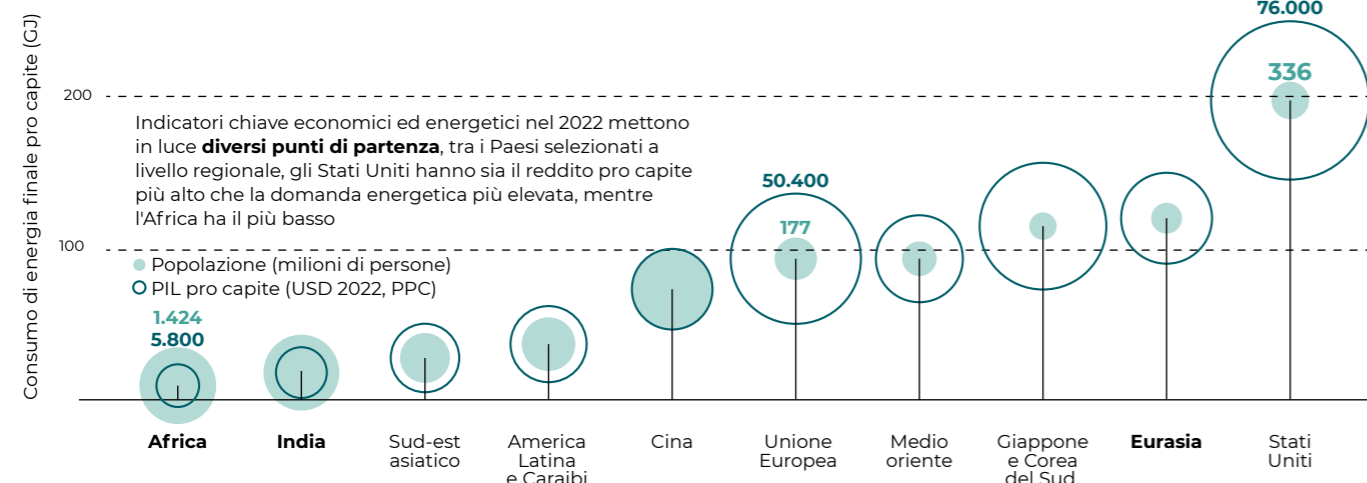 Consumo di energia finale pro capite (GJ)
76.000
336
200
Indicatori chiave economici ed energetici nel 2022 mettono
in luce diversi punti di partenza, tra i Paesi selezionati a
livello regionale, gli Stati Uniti hanno sia il reddito pro capite
più alto che la domanda energetica più elevata, mentre
l'Africa ha il più basso
50.400
177
100
Popolazione (milioni di persone)
PIL pro capite (USD 2022, PPC)
1.424
5.800
Africa
India
Sud-est
asiatico
America
Latina
e Caraibi
Cina
Unione
Europea
Medio
oriente
Giappone
e Corea
del Sud
Eurasia
Stati
Uniti